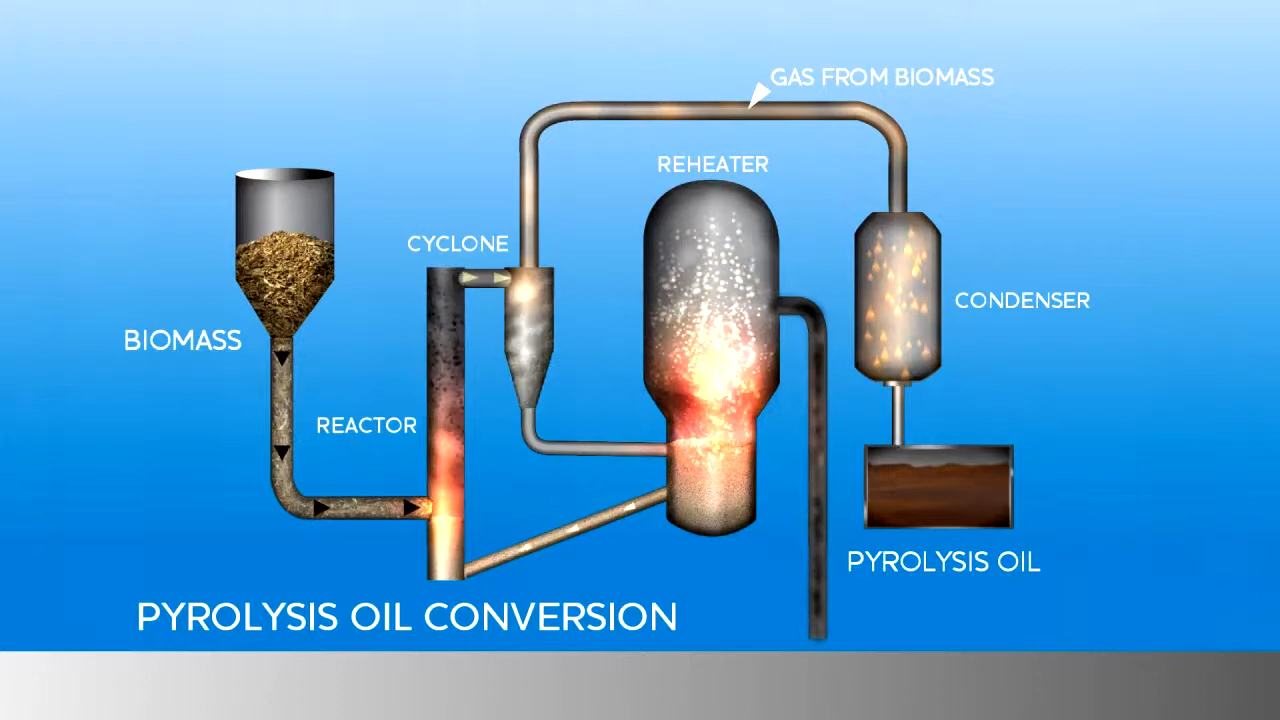 GAS FROM BIOMASS
REHEATER
CYCLONE
CONDENSER
BIOMASS
REACTOR
PYROLYSIS OIL
PYROLYSIS OIL CONVERSION